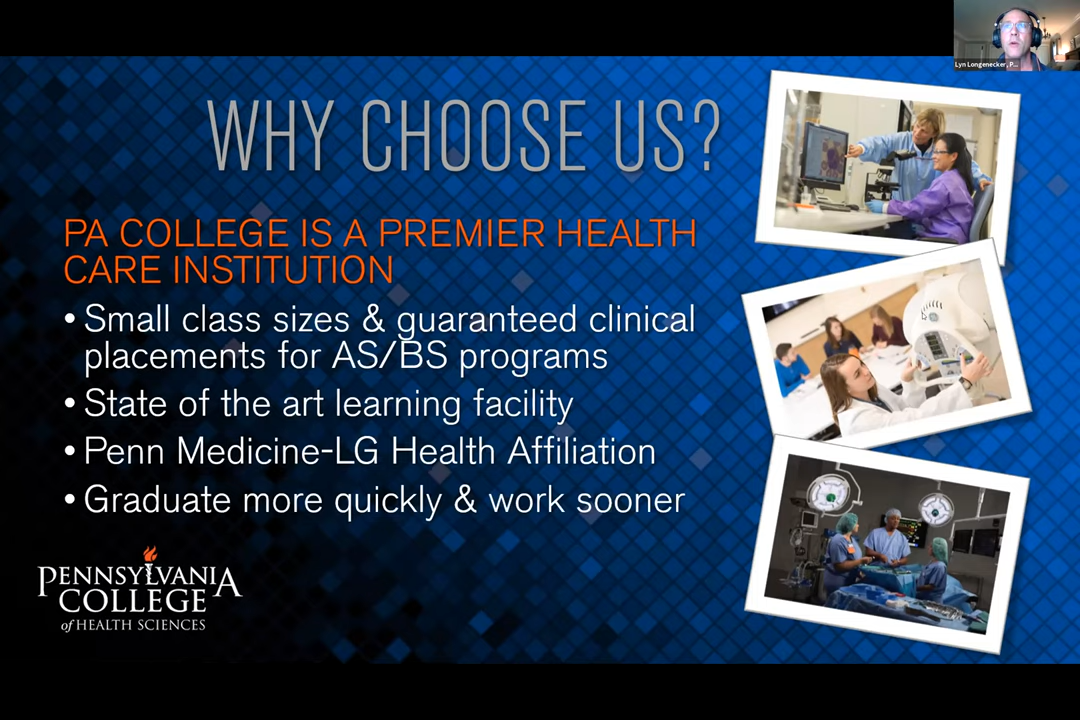 Lyn Longenecker, P...
WHY CHOOSE US?
PA COLLEGE IS A PREMIER HEALTH
CARE INSTITUTION
• Small class sizes & guaranteed clinical
placements for AS/BS programs
• State of the art learning facility
• Penn Medicine-LG Health Affiliation
• Graduate more quickly & work sooner
PENNSYLVANIA
COLLEGE
of HEALTH SCIENCES